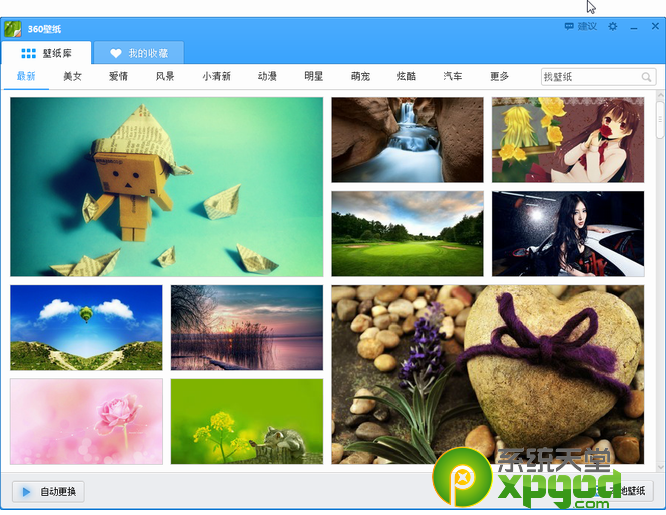 360壁纸
建议
壁纸库
我的收藏
最新 美女 爱情 风景 小清新 动漫 明星 萌宠 炫酷 汽车 更多
找壁纸
amazon
自动更换
地壁纸
系统天堂
xpgod
.com